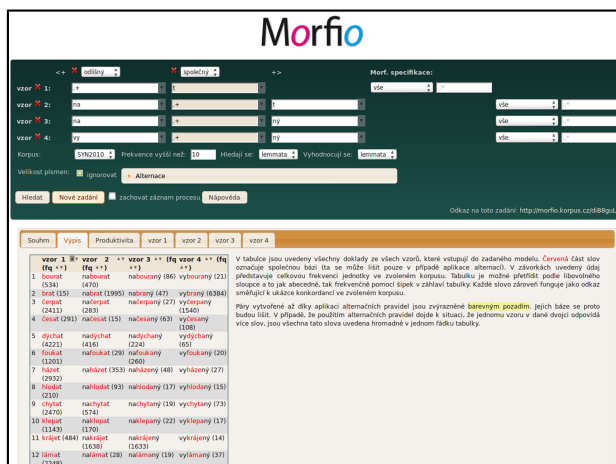 Morfio
<+ odlišný společný +> Morf. specifikace:
vzor 1: .+ t vše .*
vzor 2: na .+ t vše .*
vzor 3: na .+ ný vše .*
vzor 4: vy .+ ný vše .*
Korpus: SYN2010 Frekvence vyšší než: 10 Hledají se: lemmata Vyhodnocují se: lemmata
Velikost písmen: ignorovat + Alternace
Hledat Nové zadání zachovat záznam procesu Nápověda
Odkaz na toto zadání: http://morfio.korpus.cz/diB8guL
Souhrn Výpis Produktivita vzor 1 vzor 2 vzor 3 vzor 4
vzor 1 vzor 2 vzor 3 (fq vzor 4 (fq
(fq ) (fq ) ) )
1 bourat nabourat nabouraný (86) vybouraný (21)
(534) (470)
2 brat (15) nabrat (1995) nabraný (47) vybraný (6384)
3 čerpat načerpat načerpaný (27) vyčerpaný
(2411) (283) (1540)
4 česat (291) načesat (15) načesaný (63) vyčesaný
(108)
5 dýchat nadýchat nadýchaný vydýchaný
(4221) (416) (224) (65)
6 foukat nafoukat (29) nafoukaný vyfoukaný (20)
(1201) (260)
7 házet naházet (353) naházený (48) vyházený (27)
(2932)
8 hlodat nahlodat (93) nahlodaný (17) vyhlodaný (15)
(210)
9 chytat nachytat nachytaný (19) vychytaný (73)
(2470) (574)
10 klepat naklepat naklepaný (22) vyklepaný (17)
(1143) (170)
11 krájet (484) nakrájet nakrájený vykrájený (14)
(1638) (1633)
12 lámat nalámat (28) nalámaný (19) vylámaný (37)
(2248)
V tabulce jsou uvedeny všechny doklady ze všech vzorů, které vstupují do zadaného modelu. Červená část slov
označuje společnou bázi (ta se může lišit pouze v případě aplikace alternací). V závorkách uvedený údaj
představuje celkovou frekvenci jednotky ve zvoleném korpusu. Tabulku je možné přetřídit podle libovolného
sloupce a to jak abecedně, tak frekvenčně pomocí šipek v záhlaví tabulky. Každé slovo zároveň funguje jako odkaz
směřující k ukázce konkordancí ve zvoleném korpusu.
Páry vytvořené až díky aplikaci alternačních pravidel jsou zvýrazněné barevným pozadím. Jejich báze se proto
budou lišit. V případě, že použitím alternačních pravidel dojde k situaci, že jednomu vzoru v dané dvojci odpovídá
více slov, jsou všechna tato slova uvedena hromadně v jednom řádku tabulky.